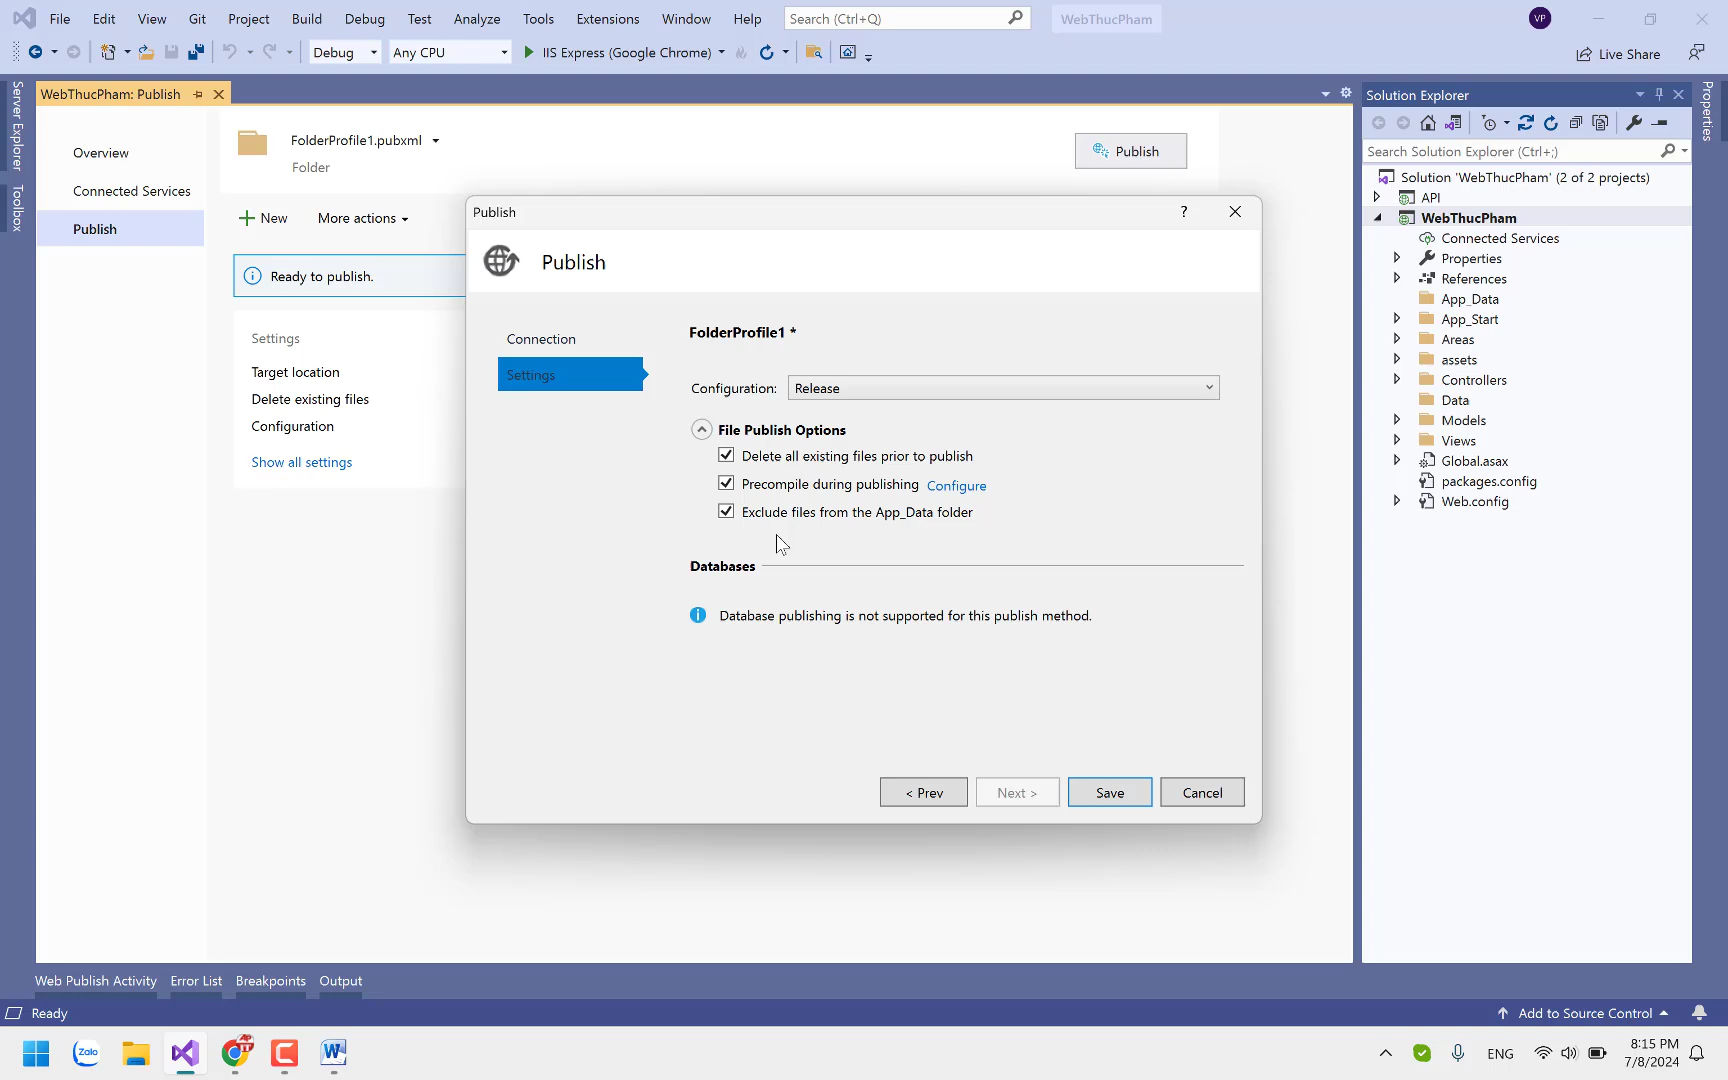 File Edit View Git Project Build Debug Test Analyze Tools Extensions Window Help Search (Ctrl+Q) WebThucPham VP
Debug Any CPU IIS Express (Google Chrome) Live Share
Server Explorer
Toolbox
WebThucPham: Publish
Overview
Connected Services
Publish
FolderProfile1.pubxml
Folder
Publish
New More actions
Ready to publish.
Settings
Target location
Delete existing files
Configuration
Show all settings
Publish ?
Publish
Connection
Settings
FolderProfile1 *
Configuration: Release
File Publish Options
Delete all existing files prior to publish
Precompile during publishing Configure
Exclude files from the App_Data folder
Databases
Database publishing is not supported for this publish method.
< Prev Next > Save Cancel
Solution Explorer
Search Solution Explorer (Ctrl+;)
Solution 'WebThucPham' (2 of 2 projects)
API
WebThucPham
Connected Services
Properties
References
App_Data
App_Start
Areas
assets
Controllers
Data
Models
Views
Global.asax
packages.config
Web.config
Properties
Web Publish Activity Error List Breakpoints Output
Ready Add to Source Control
Zalo W ENG 8:15 PM
7/8/2024